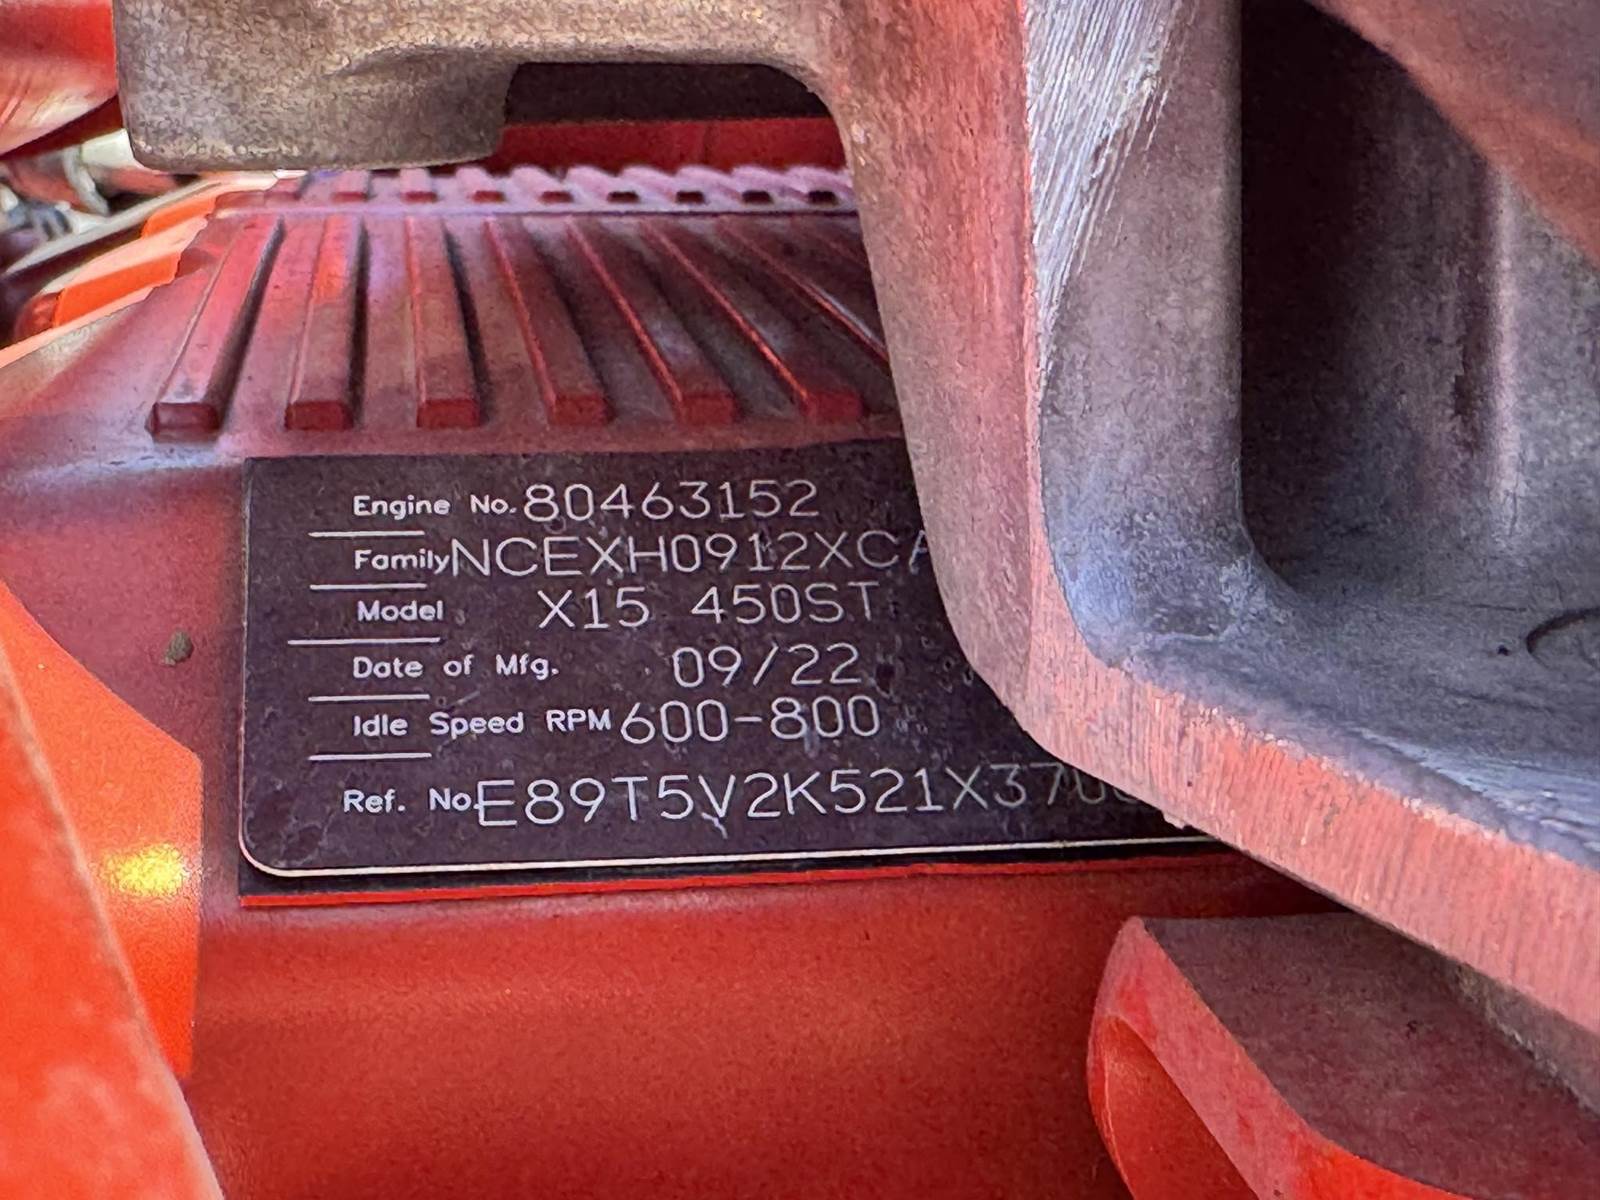 Engine No. 80463152
Family NCEXH0912XCA
Model X15 450ST
Date of Mfg. 09/22
Idle Speed RPM 600-800
Ref. No. E89T5V2K521X370